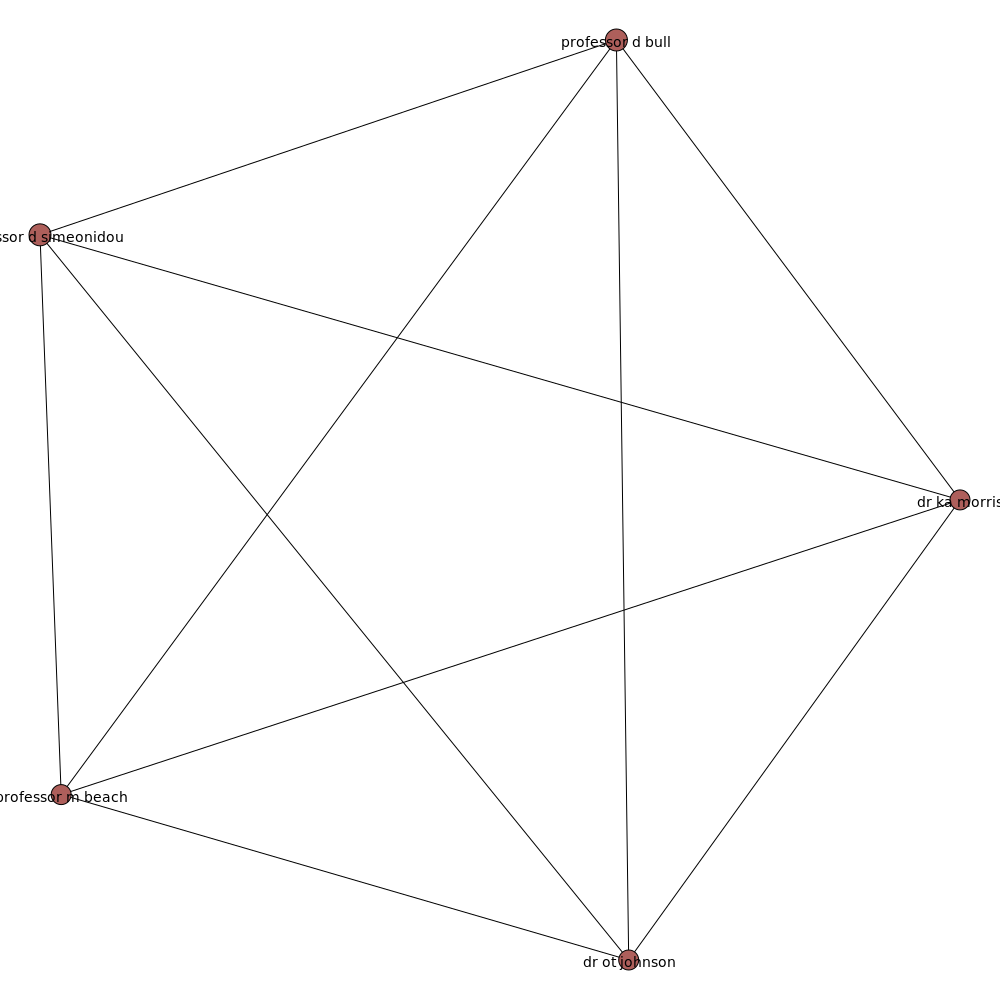 professor d bull
ssor d simeonidou
dr ka morris
professor m beach
dr ot johnson